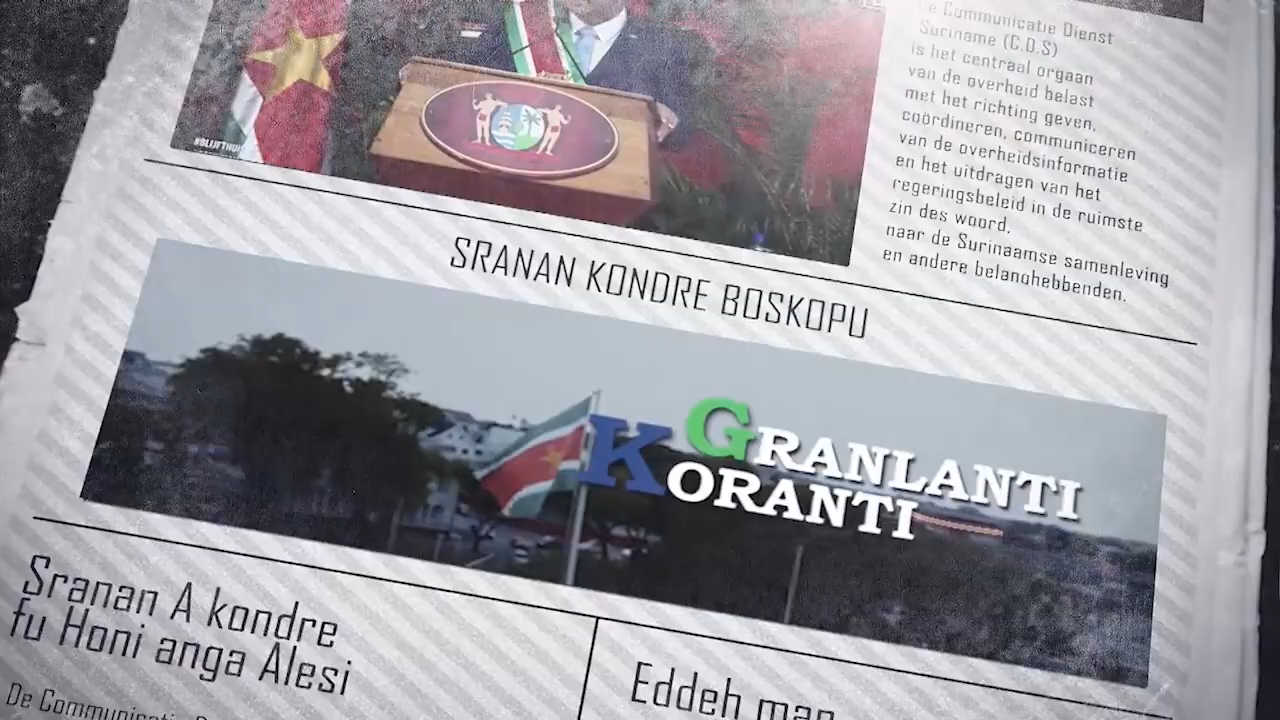 De Communicatie Dienst
Suriname (C.D.S)
is het centraal orgaan
van de overheid belast
met het richting geven,
coördineren, communiceren
van de overheidsinformatie
en het uitdragen van het
regeringsbeleid in de ruimste
zin des woord,
naar de Surinaamse samenleving
en andere belanghebbenden.
SRANAN KONDRE BOSKOPU
GRANLANTI
KORANTI
Sranan A kondre
fu Honi anga Alesi
De Communicatie
Eddeh man